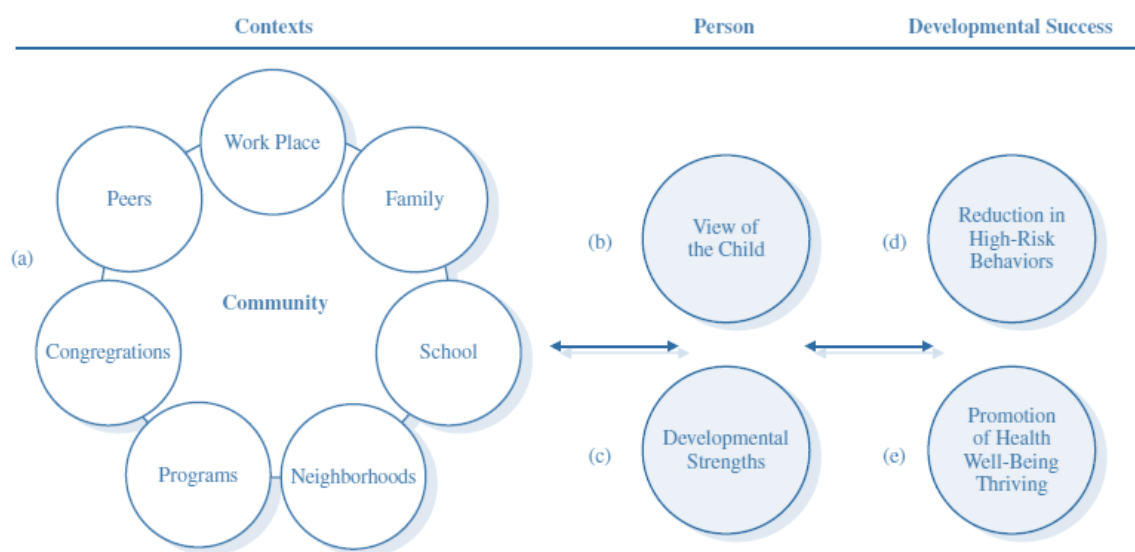 Contexts
Person
Developmental Success
(a)
Work Place
Peers
Family
Community
Congregrations
School
Programs
Neighborhoods
(b)
View of
the Child
(c)
Developmental
Strengths
(d)
Reduction in
High-Risk
Behaviors
(e)
Promotion
of Health
Well-Being
Thriving